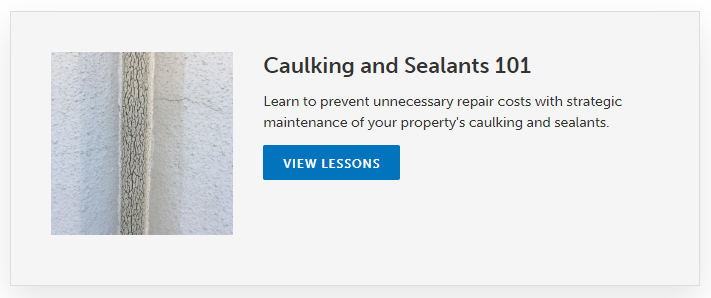 Caulking and Sealants 101
Learn to prevent unnecessary repair costs with strategic
maintenance of your property's caulking and sealants.
VIEW LESSONS